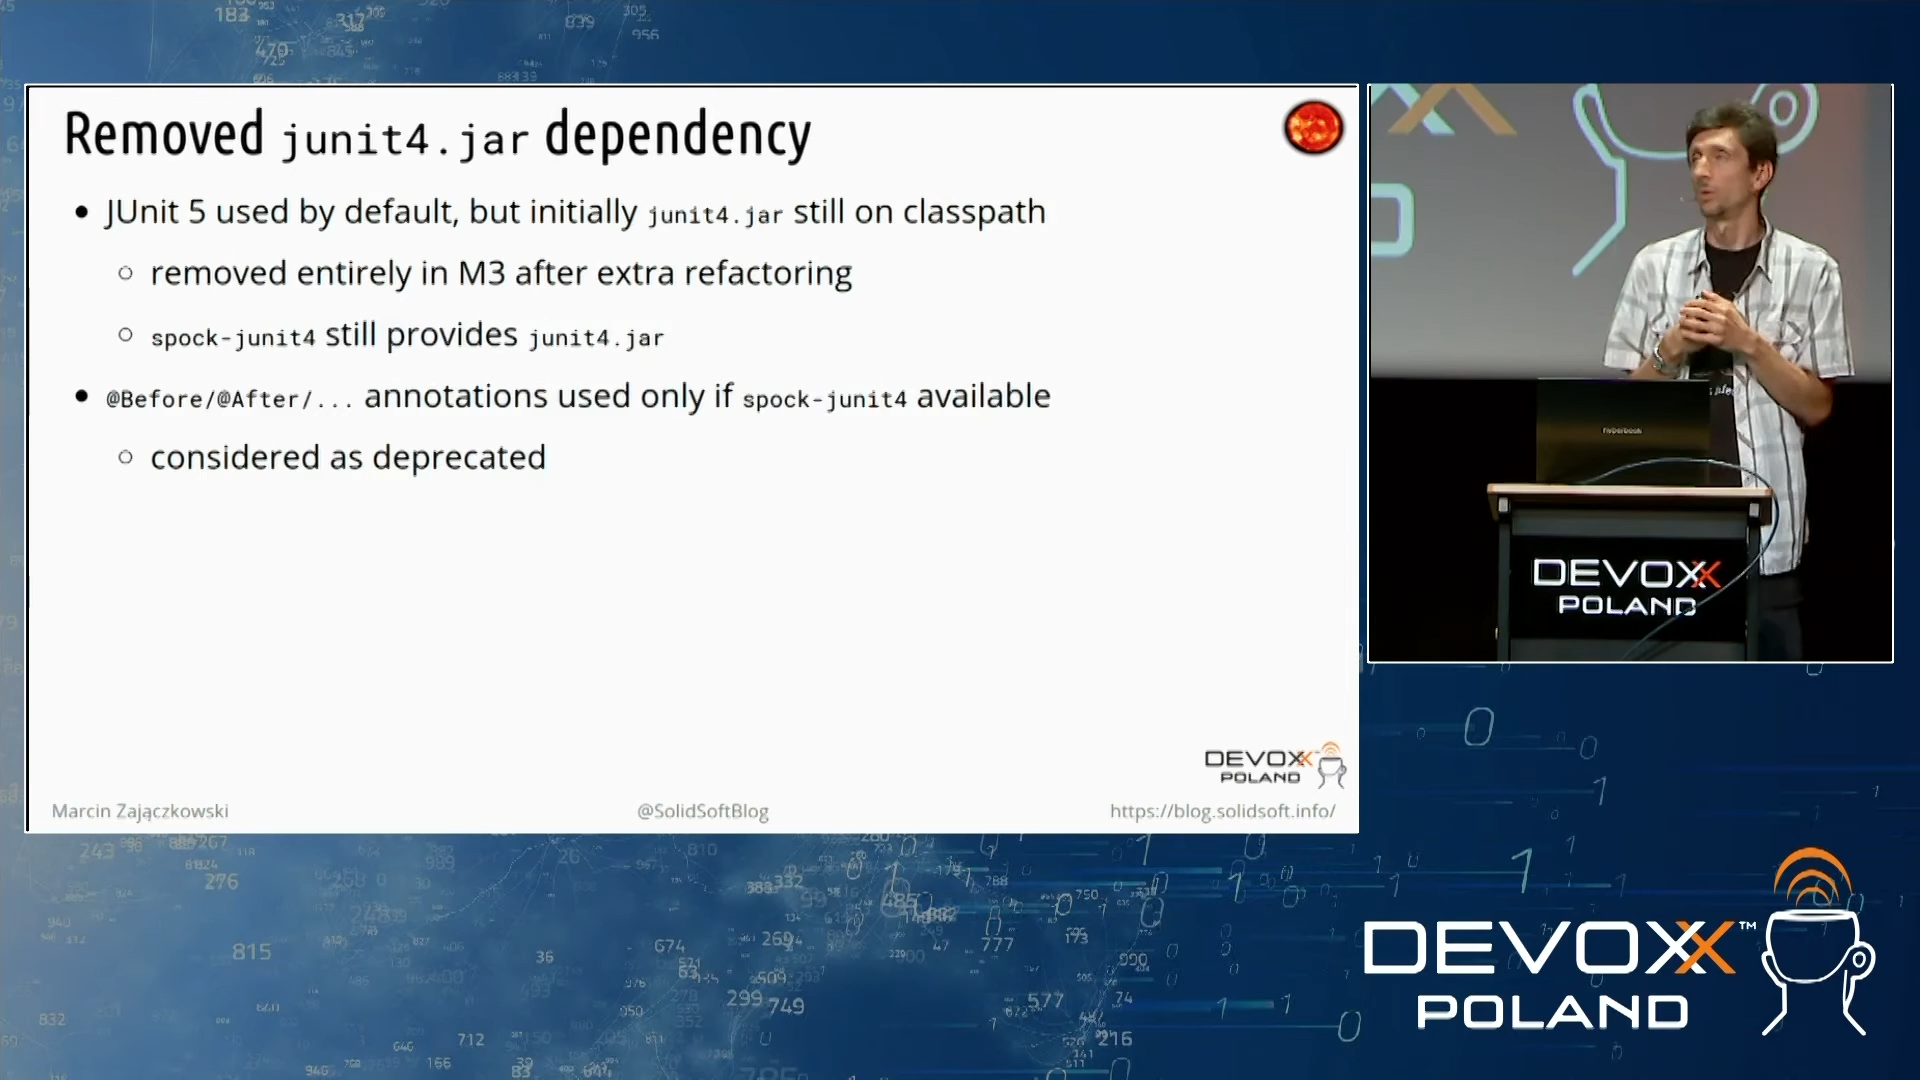 Removed junit4.jar dependency
• JUnit 5 used by default, but initially junit4.jar still on classpath
○ removed entirely in M3 after extra refactoring
○ spock-junit4 still provides junit4.jar
• @Before/@After/... annotations used only if spock-junit4 available
○ considered as deprecated
DEVOXX
POLAND
Marcin Zajączkowski
@SolidSoftBlog
https://blog.solidsoft.info/
Hyperbook
DEVOXX
POLAND
DEVOXX™
POLAND